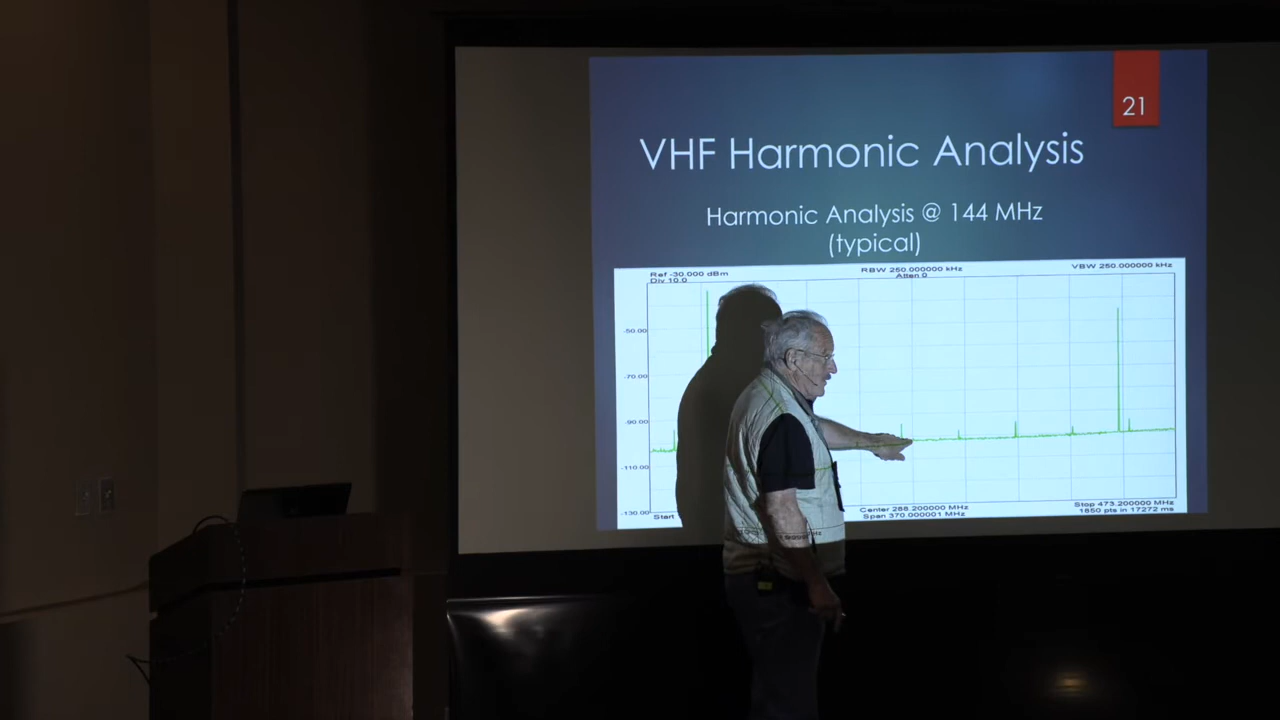 21
VHF Harmonic Analysis
Harmonic Analysis @ 144 MHz
(typical)
Ref -30.000 dBm
Div 10.0
RBW 250.000000 kHz
Atten 0
VBW 250.000000 kHz
-50.00
-70.00
-90.00
-110.00
-130.00
Start
Center 288.200000 MHz
Span 370.000001 MHz
Stop 473.200000 MHz
1850 pts in 17272 ms